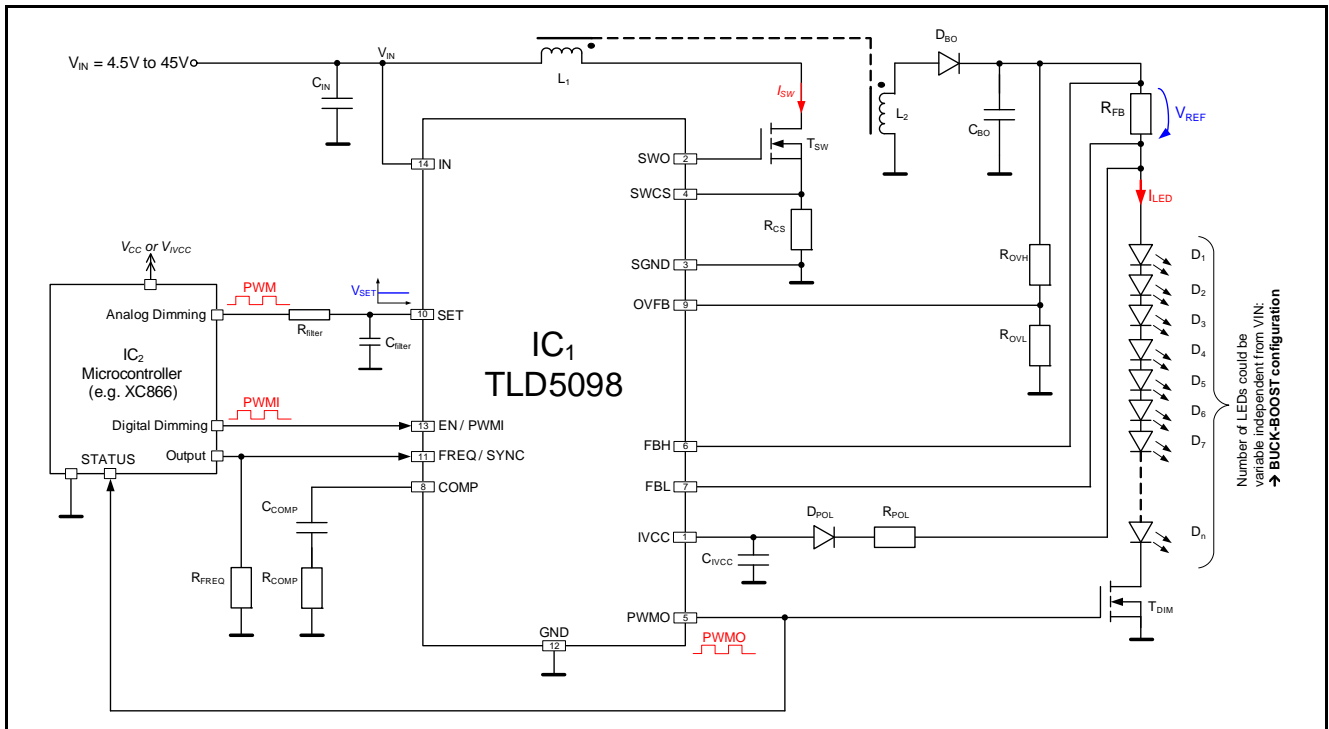 V_IN = 4.5V to 45V
V_IN
C_IN
L_1
D_BO
L_2
C_BO
R_FB
V_REF
I_SW
T_SW
I_LED
14 IN
SWO 2
SWCS 4
R_CS
SGND 3
OVFB 9
R_OVH
R_OVL
V_CC or V_IVCC
PWM
V_SET
Analog Dimming
R_filter
C_filter
10 SET
IC_2
Microcontroller
(e.g. XC866)
IC_1
TLD5098
PWMI
Digital Dimming
13 EN / PWMI
Output
11 FREQ / SYNC
STATUS
8 COMP
C_COMP
R_FREQ
R_COMP
FBH 6
FBL 7
IVCC 1
C_IVCC
D_POL
R_POL
PWMO 5
PWMO
GND
12
T_DIM
D_1
D_2
D_3
D_4
D_5
D_6
D_7
D_n
Number of LEDs could be
variable independent from VIN:
→ BUCK-BOOST configuration